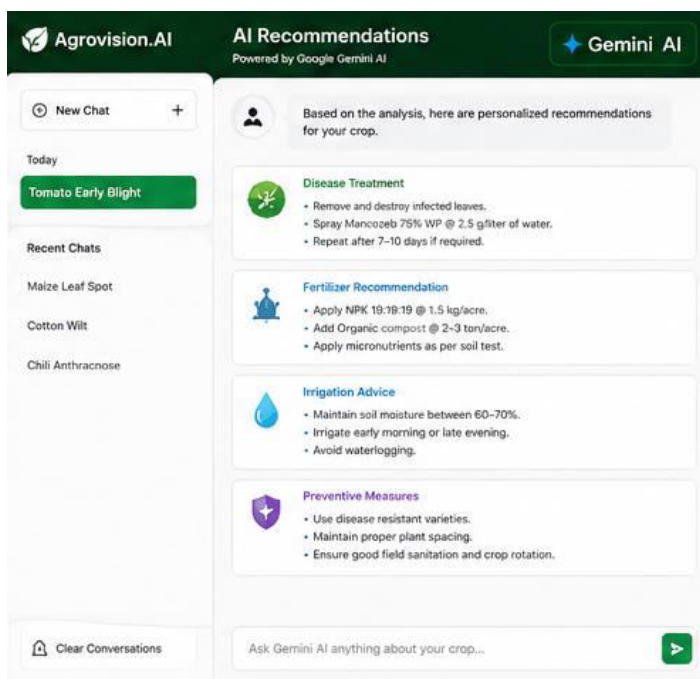 Agrovision.AI
AI Recommendations
Powered by Google Gemini AI
Gemini AI
New Chat +
Today
Tomato Early Blight
Recent Chats
Maize Leaf Spot
Cotton Wilt
Chili Anthracnose
Clear Conversations
Based on the analysis, here are personalized recommendations
for your crop.
Disease Treatment
• Remove and destroy infected leaves.
• Spray Mancozeb 75% WP @ 2.5 g/liter of water.
• Repeat after 7–10 days if required.
Fertilizer Recommendation
• Apply NPK 19:19:19 @ 1.5 kg/acre.
• Add Organic compost @ 2–3 ton/acre.
• Apply micronutrients as per soil test.
Irrigation Advice
• Maintain soil moisture between 60–70%.
• Irrigate early morning or late evening.
• Avoid waterlogging.
Preventive Measures
• Use disease resistant varieties.
• Maintain proper plant spacing.
• Ensure good field sanitation and crop rotation.
Ask Gemini AI anything about your crop...